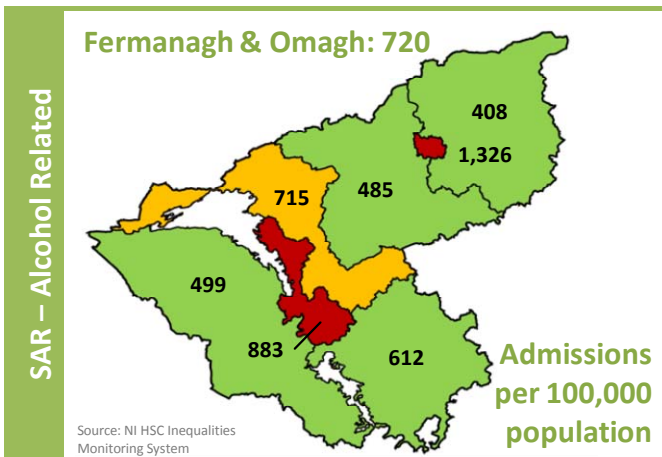 SAR – Alcohol Related
Fermanagh & Omagh: 720
408
1,326
715
485
499
883
612
Admissions
per 100,000
population
Source: NI HSC Inequalities
Monitoring System